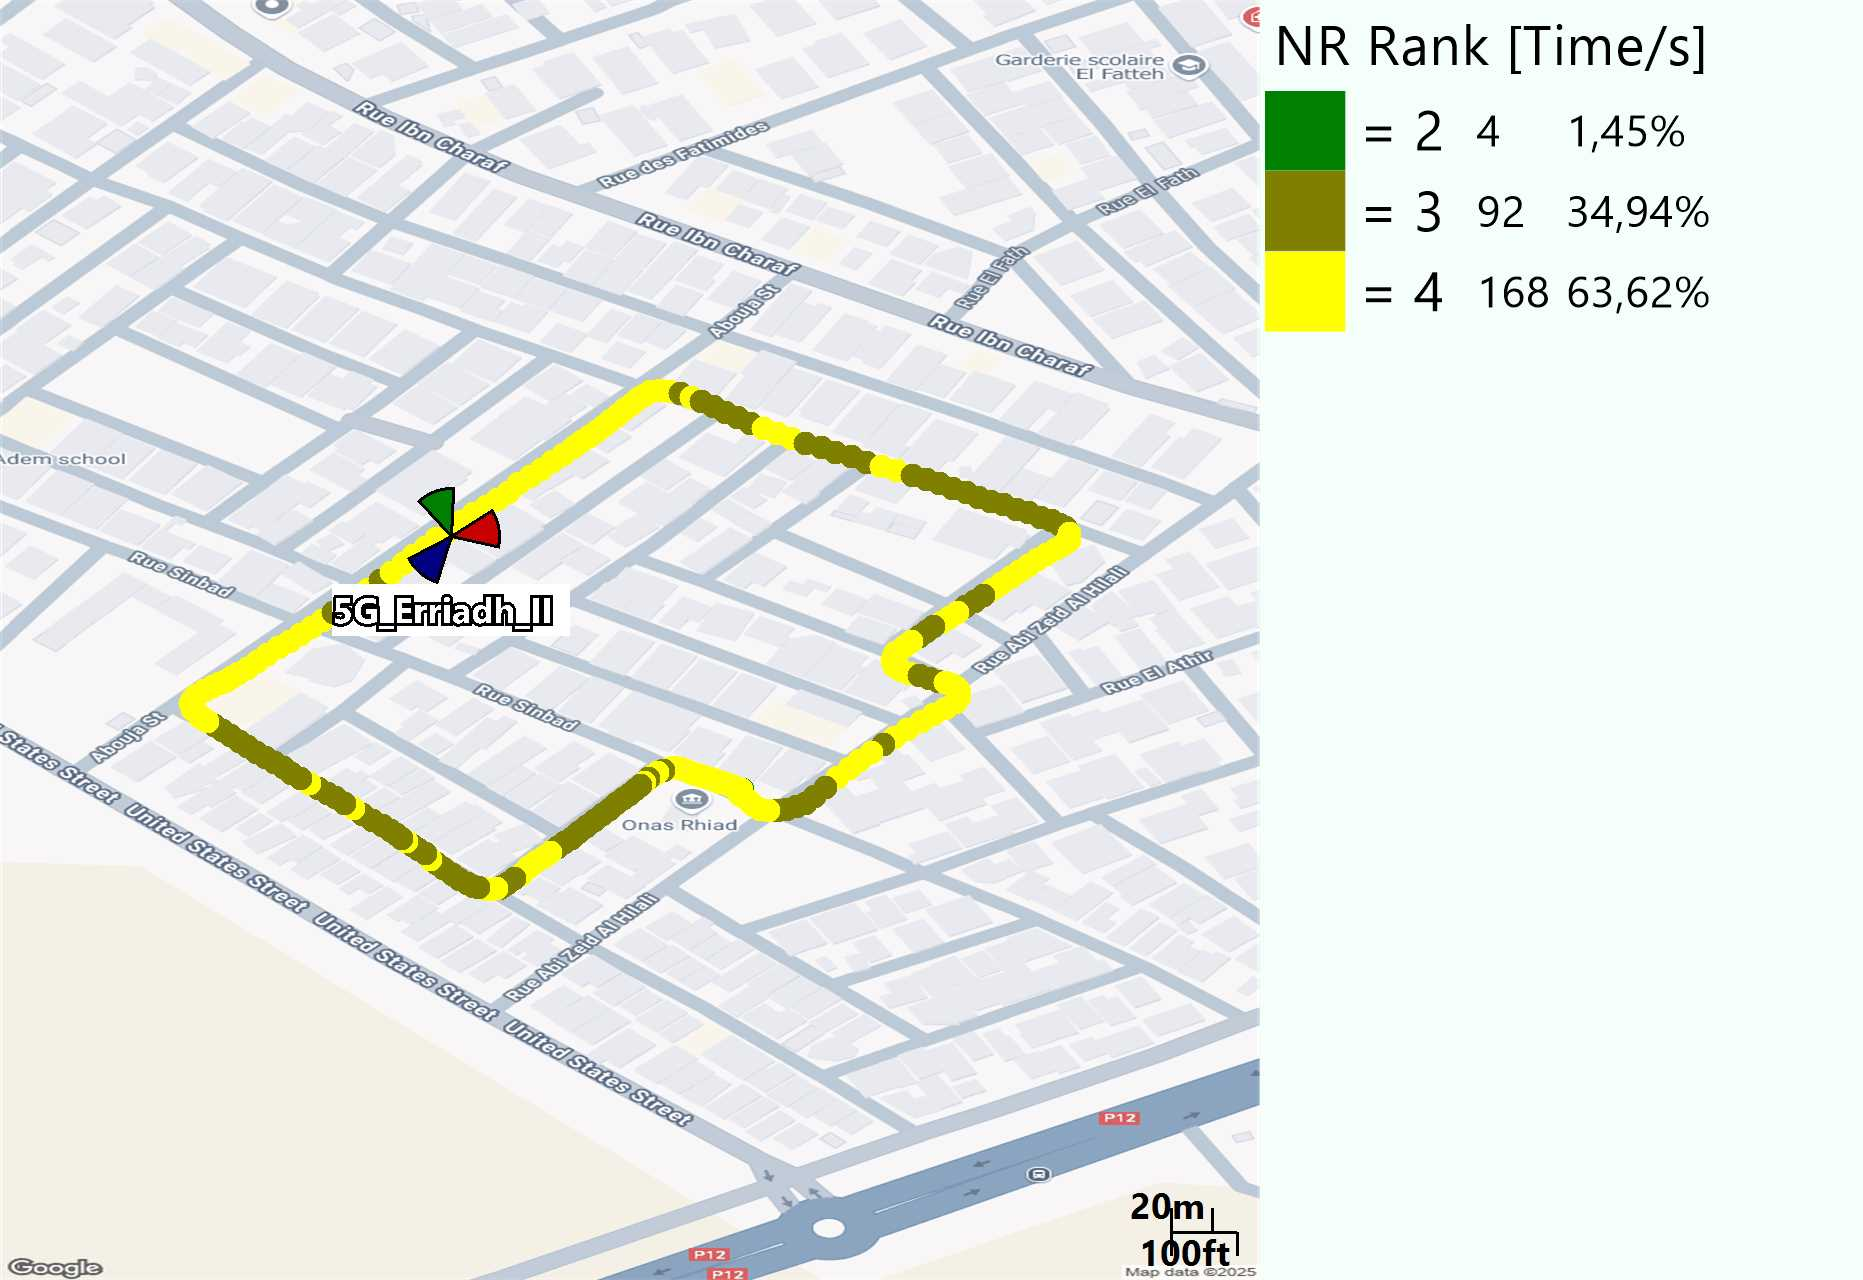 NR Rank [Time/s]
= 2 4 1,45%
= 3 92 34,94%
= 4 168 63,62%
Garderie scolaire
El Fatteh
Rue Ibn Charaf
Rue des Fatimides
Rue El Fath
Rue Ibn Charaf
Rue El Fath
Abouja St
Rue Ibn Charaf
Adem school
Rue Sinbad
5G_Erriadh_II
Rue Abi Zeid Al Hilali
Rue El Athir
Rue Sinbad
Abouja St
States Street
United States Street
Onas Rhiad
United States Street
Rue Abi Zeid Al Hilali
United States Street
P12
20m
100ft
P12
P12
Google
Map data ©2025